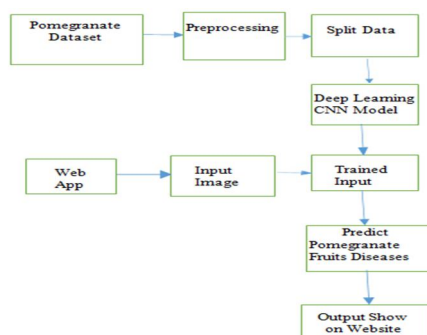 Pomegranate
Dataset
Preprocessing
Split Data
Deep Learning
CNN Model
Web
App
Input
Image
Trained
Input
Predict
Pomegranate
Fruits Diseases
Output Show
on Website